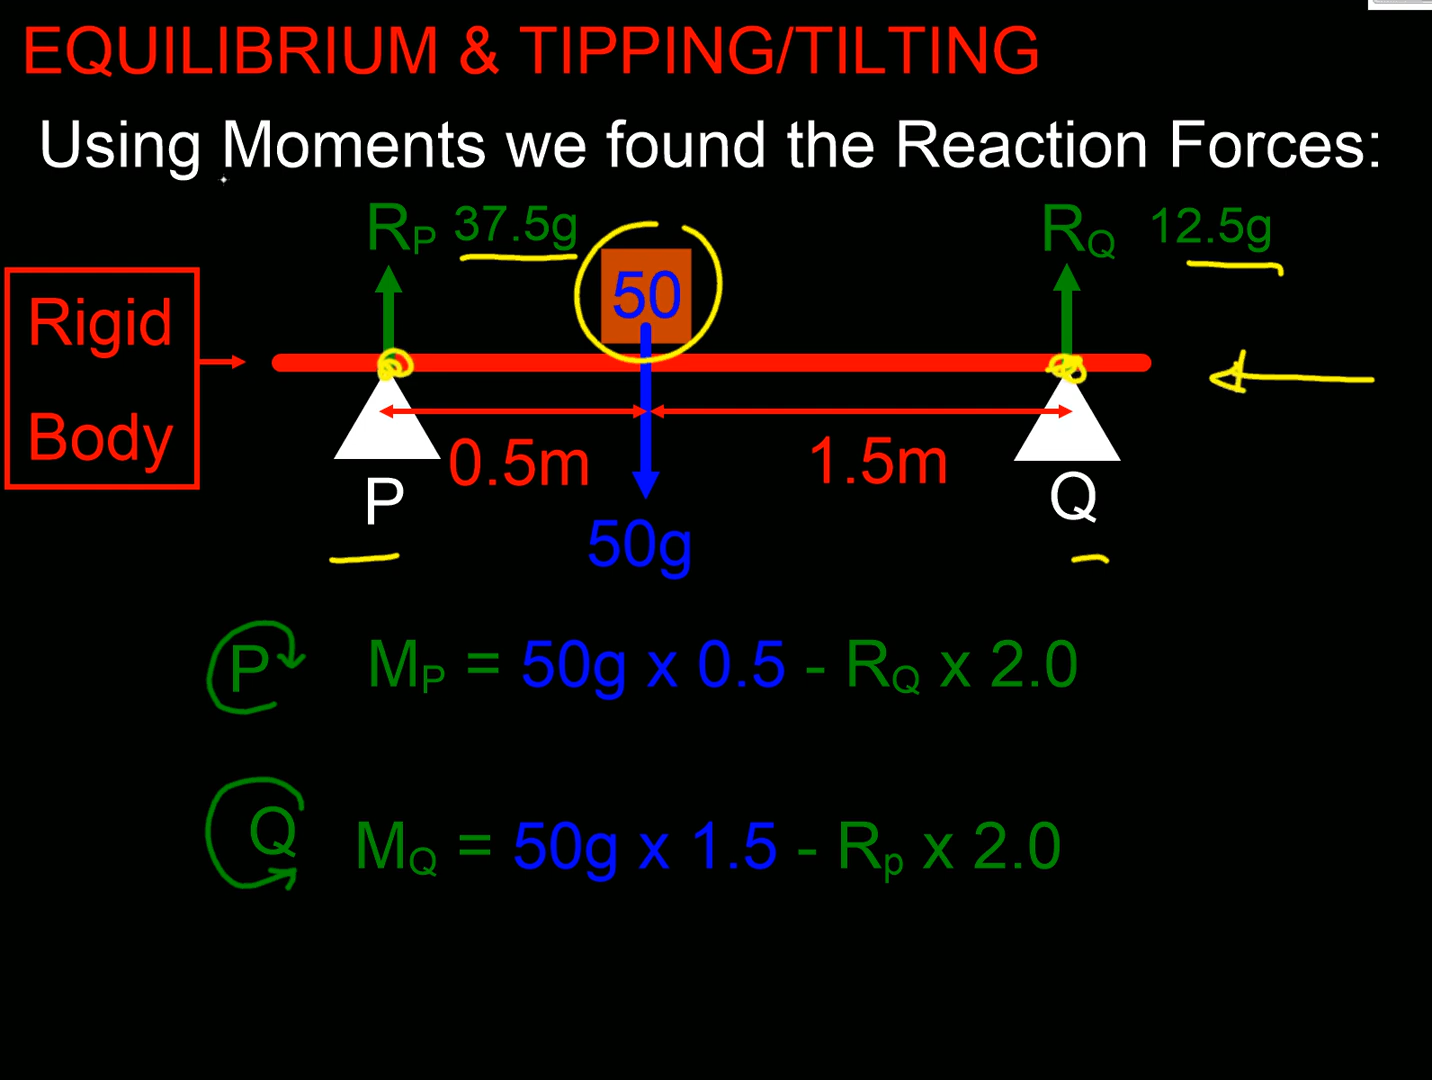 EQUILIBRIUM & TIPPING/TILTING
Using Moments we found the Reaction Forces:
RP 37.5g
RQ 12.5g
50
Rigid
Body
0.5m
1.5m
P
Q
50g
P MP = 50g x 0.5 - RQ x 2.0
Q MQ = 50g x 1.5 - Rp x 2.0